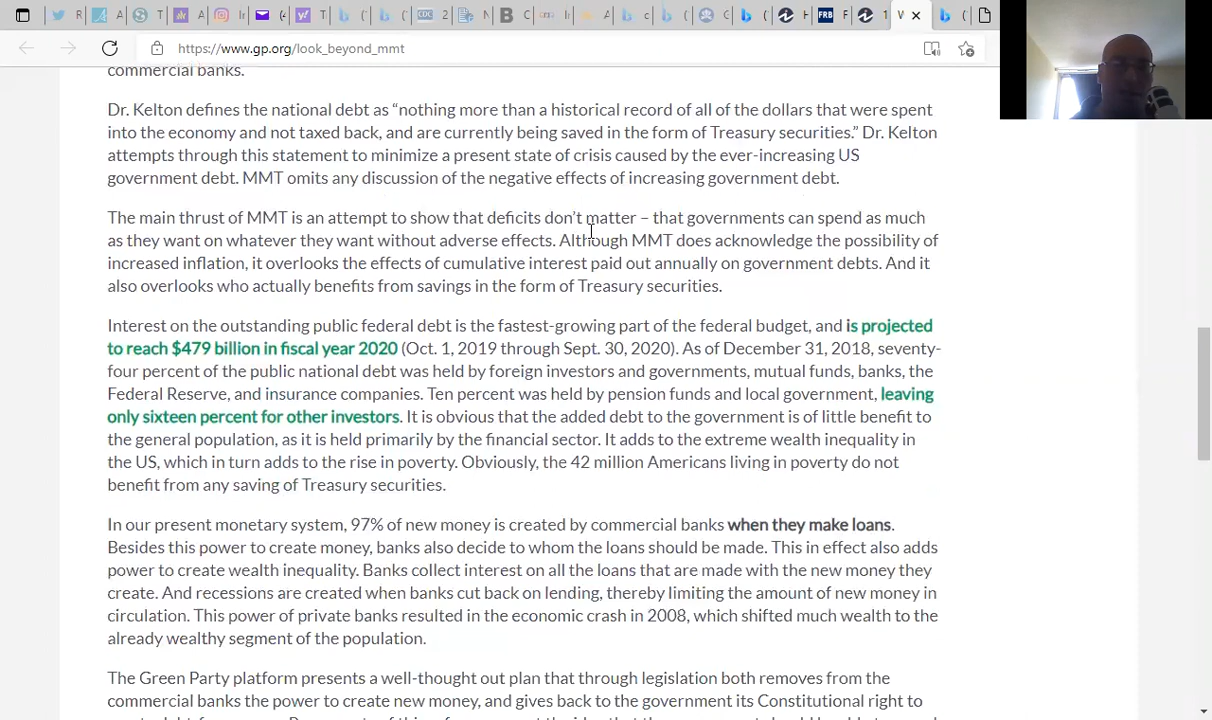 https://www.gp.org/look_beyond_mmt
commercial banks.
Dr. Kelton defines the national debt as “nothing more than a historical record of all of the dollars that were spent
into the economy and not taxed back, and are currently being saved in the form of Treasury securities.” Dr. Kelton
attempts through this statement to minimize a present state of crisis caused by the ever-increasing US
government debt. MMT omits any discussion of the negative effects of increasing government debt.
The main thrust of MMT is an attempt to show that deficits don’t matter – that governments can spend as much
as they want on whatever they want without adverse effects. Although MMT does acknowledge the possibility of
increased inflation, it overlooks the effects of cumulative interest paid out annually on government debts. And it
also overlooks who actually benefits from savings in the form of Treasury securities.
Interest on the outstanding public federal debt is the fastest-growing part of the federal budget, and is projected
to reach $479 billion in fiscal year 2020 (Oct. 1, 2019 through Sept. 30, 2020). As of December 31, 2018, seventy-
four percent of the public national debt was held by foreign investors and governments, mutual funds, banks, the
Federal Reserve, and insurance companies. Ten percent was held by pension funds and local government, leaving
only sixteen percent for other investors. It is obvious that the added debt to the government is of little benefit to
the general population, as it is held primarily by the financial sector. It adds to the extreme wealth inequality in
the US, which in turn adds to the rise in poverty. Obviously, the 42 million Americans living in poverty do not
benefit from any saving of Treasury securities.
In our present monetary system, 97% of new money is created by commercial banks when they make loans.
Besides this power to create money, banks also decide to whom the loans should be made. This in effect also adds
power to create wealth inequality. Banks collect interest on all the loans that are made with the new money they
create. And recessions are created when banks cut back on lending, thereby limiting the amount of new money in
circulation. This power of private banks resulted in the economic crash in 2008, which shifted much wealth to the
already wealthy segment of the population.
The Green Party platform presents a well-thought out plan that through legislation both removes from the
commercial banks the power to create new money, and gives back to the government its Constitutional right to